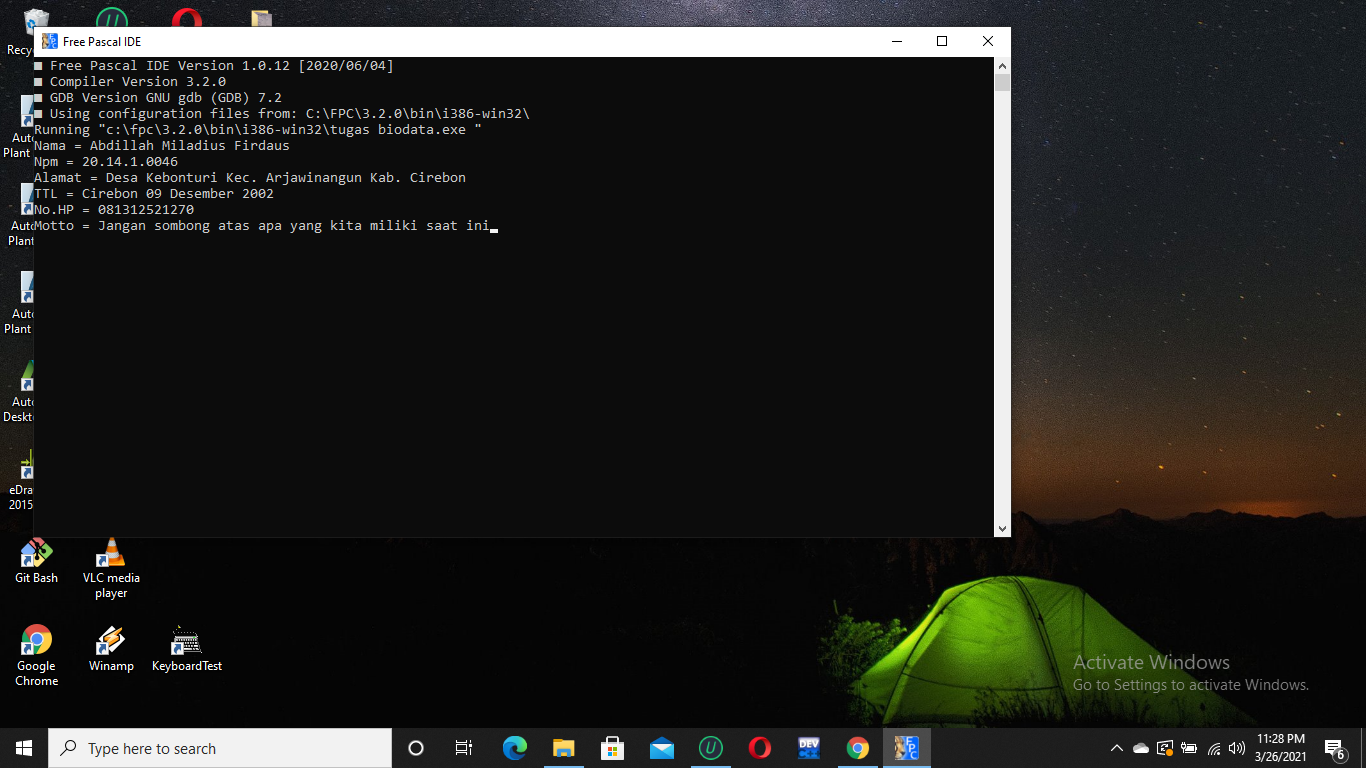 Free Pascal IDE
Free Pascal IDE Version 1.0.12 [2020/06/04]
Compiler Version 3.2.0
GDB Version GNU gdb (GDB) 7.2
Using configuration files from: C:\FPC\3.2.0\bin\i386-win32\
Running "c:\fpc\3.2.0\bin\i386-win32\tugas biodata.exe "
Nama = Abdillah Miladius Firdaus
Npm = 20.14.1.0046
Alamat = Desa Kebonturi Kec. Arjawinangun Kab. Cirebon
TTL = Cirebon 09 Desember 2002
No.HP = 081312521270
Motto = Jangan sombong atas apa yang kita miliki saat ini
Recy
Aut
Plant
Aut
Plant
Aut
Plant
Aut
Deskt
eDra
2015
Git Bash
VLC media
player
Google
Chrome
Winamp
KeyboardTest
Activate Windows
Go to Settings to activate Windows.
Type here to search
DEV
FPC
11:28 PM
3/26/2021
6